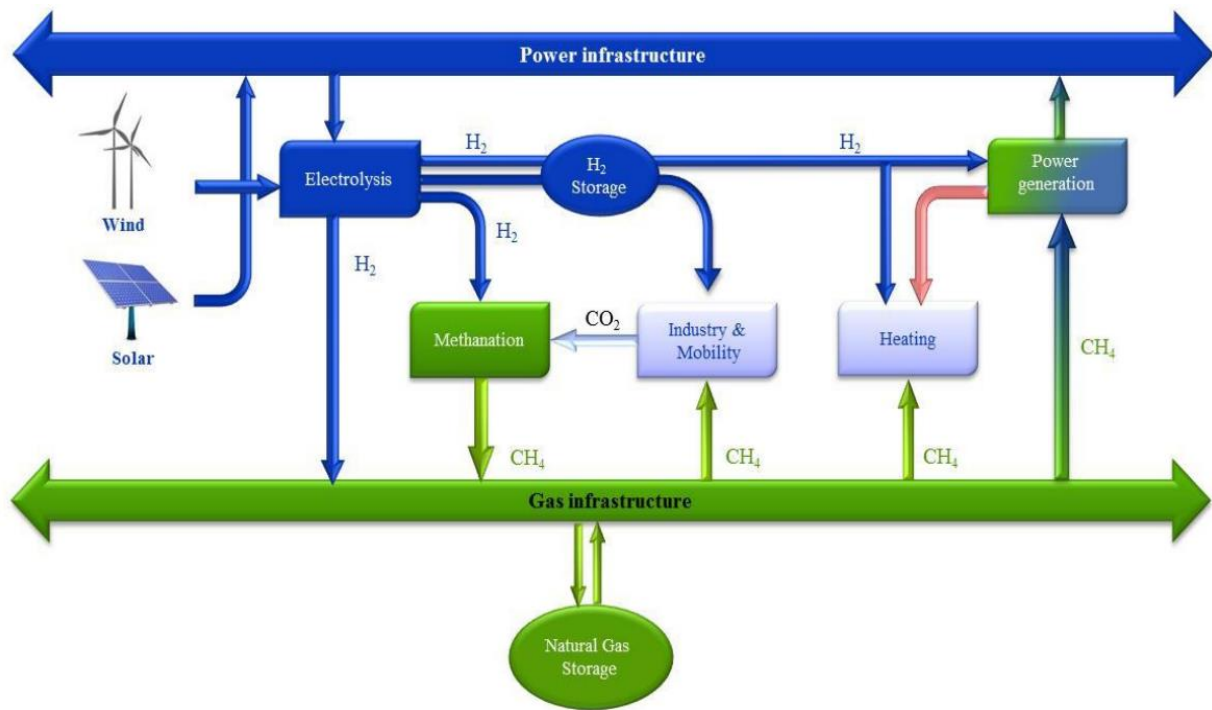 Power infrastructure
H₂
H₂
Electrolysis
H₂
Storage
Power
generation
Wind
H₂
H₂
CO₂
Methanation
Industry &
Mobility
Heating
Solar
CH₄
CH₄
CH₄
CH₄
Gas infrastructure
Natural Gas
Storage